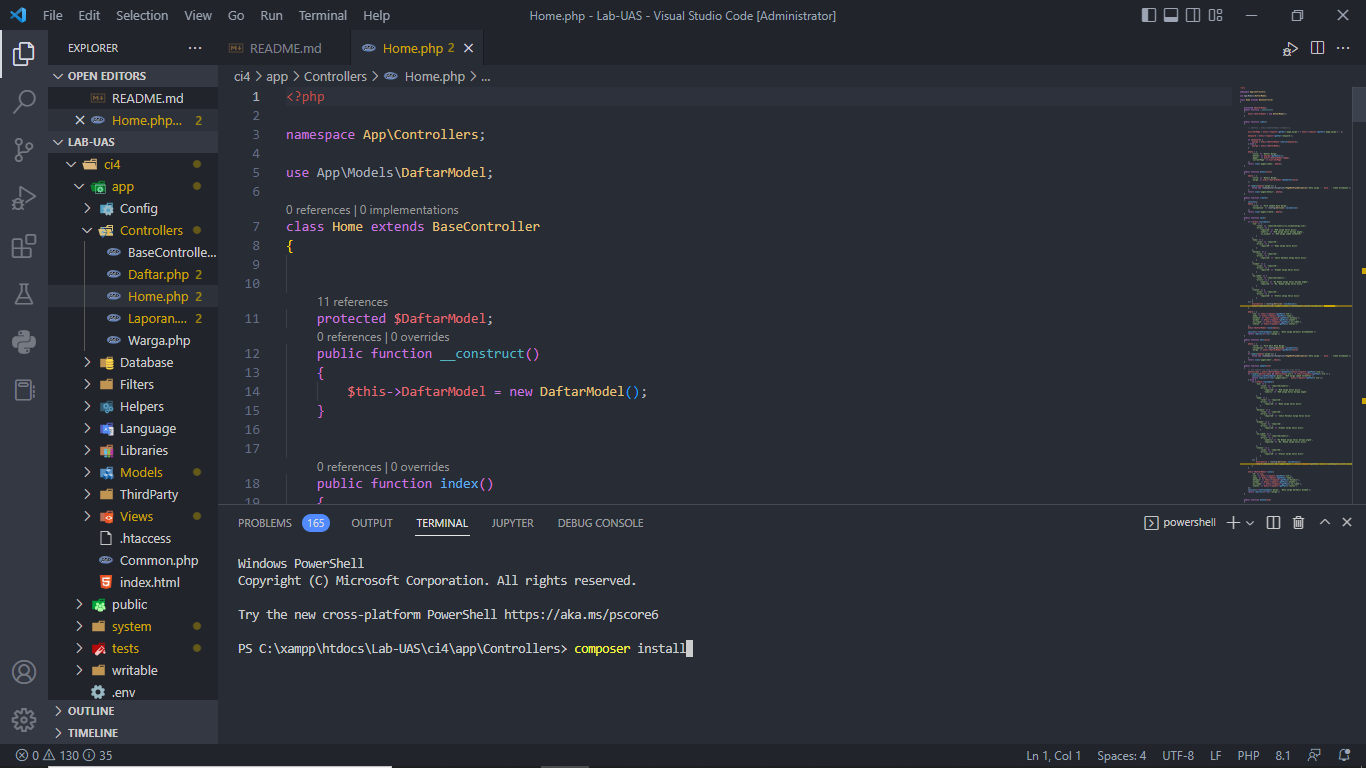 File Edit Selection View Go Run Terminal Help
Home.php - Lab-UAS - Visual Studio Code [Administrator]
EXPLORER
OPEN EDITORS
README.md
Home.php... 2
LAB-UAS
ci4
app
Config
Controllers
BaseControlle...
Daftar.php 2
Home.php 2
Laporan.... 2
Warga.php
Database
Filters
Helpers
Language
Libraries
Models
ThirdParty
Views
.htaccess
Common.php
index.html
public
system
tests
writable
.env
OUTLINE
TIMELINE
README.md
Home.php 2
ci4 > app > Controllers > Home.php > ...
1 <?php
2
3 namespace App\Controllers;
4
5 use App\Models\DaftarModel;
6
0 references | 0 implementations
7 class Home extends BaseController
8 {
9
10
11 references
11 protected $DaftarModel;
0 references | 0 overrides
12 public function __construct()
13 {
14 $this->DaftarModel = new DaftarModel();
15 }
16
17
0 references | 0 overrides
18 public function index()
19 {
PROBLEMS 165 OUTPUT TERMINAL JUPYTER DEBUG CONSOLE
powershell
Windows PowerShell
Copyright (C) Microsoft Corporation. All rights reserved.
Try the new cross-platform PowerShell https://aka.ms/pscore6
PS C:\xampp\htdocs\Lab-UAS\ci4\app\Controllers> composer install
0 130 35
Ln 1, Col 1 Spaces: 4 UTF-8 LF PHP 8.1